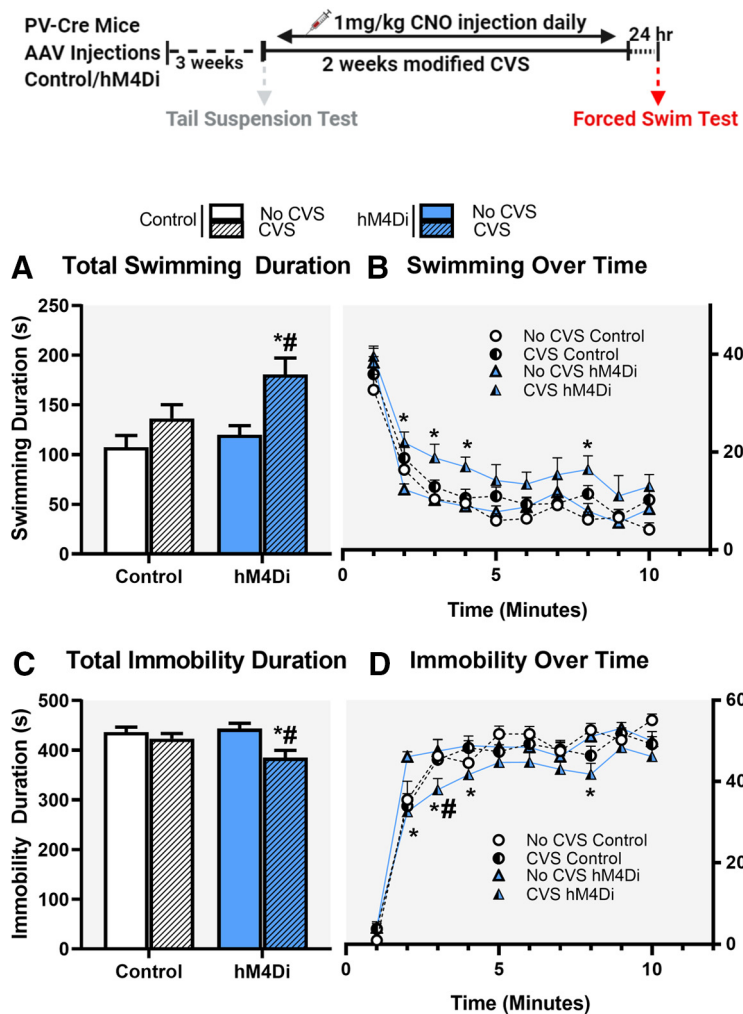 PV-Cre Mice
AAV Injections
Control/hM4Di
3 weeks
1mg/kg CNO injection daily
24 hr
2 weeks modified CVS
Tail Suspension Test
Forced Swim Test
Control
No CVS
CVS
hM4Di
No CVS
CVS
A Total Swimming Duration
Swimming Duration (s)
250
200
150
100
50
0
*#
Control
hM4Di
B Swimming Over Time
No CVS Control
CVS Control
No CVS hM4Di
CVS hM4Di
* * * *
40
20
0
0 5 10
Time (Minutes)
C Total Immobility Duration
Immobility Duration (s)
500
400
300
200
100
0
*#
Control
hM4Di
D Immobility Over Time
60
40
20
0
* *# * *
No CVS Control
CVS Control
No CVS hM4Di
CVS hM4Di
0 5 10
Time (Minutes)